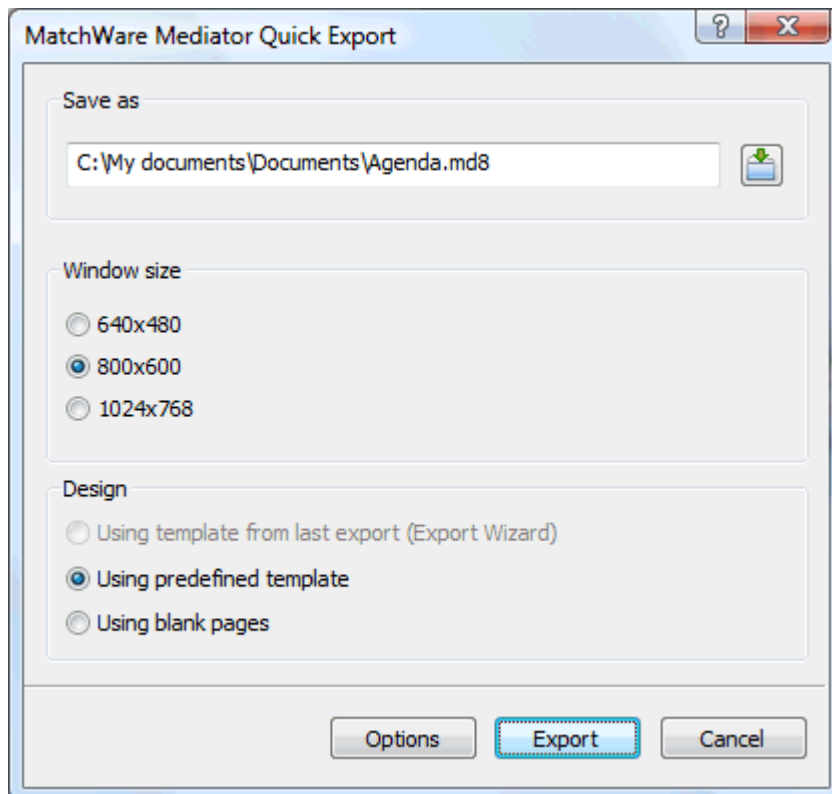 MatchWare Mediator Quick Export
Save as
C:\My documents\Documents\Agenda.md8
Window size
640x480
800x600
1024x768
Design
Using template from last export (Export Wizard)
Using predefined template
Using blank pages
Options Export Cancel